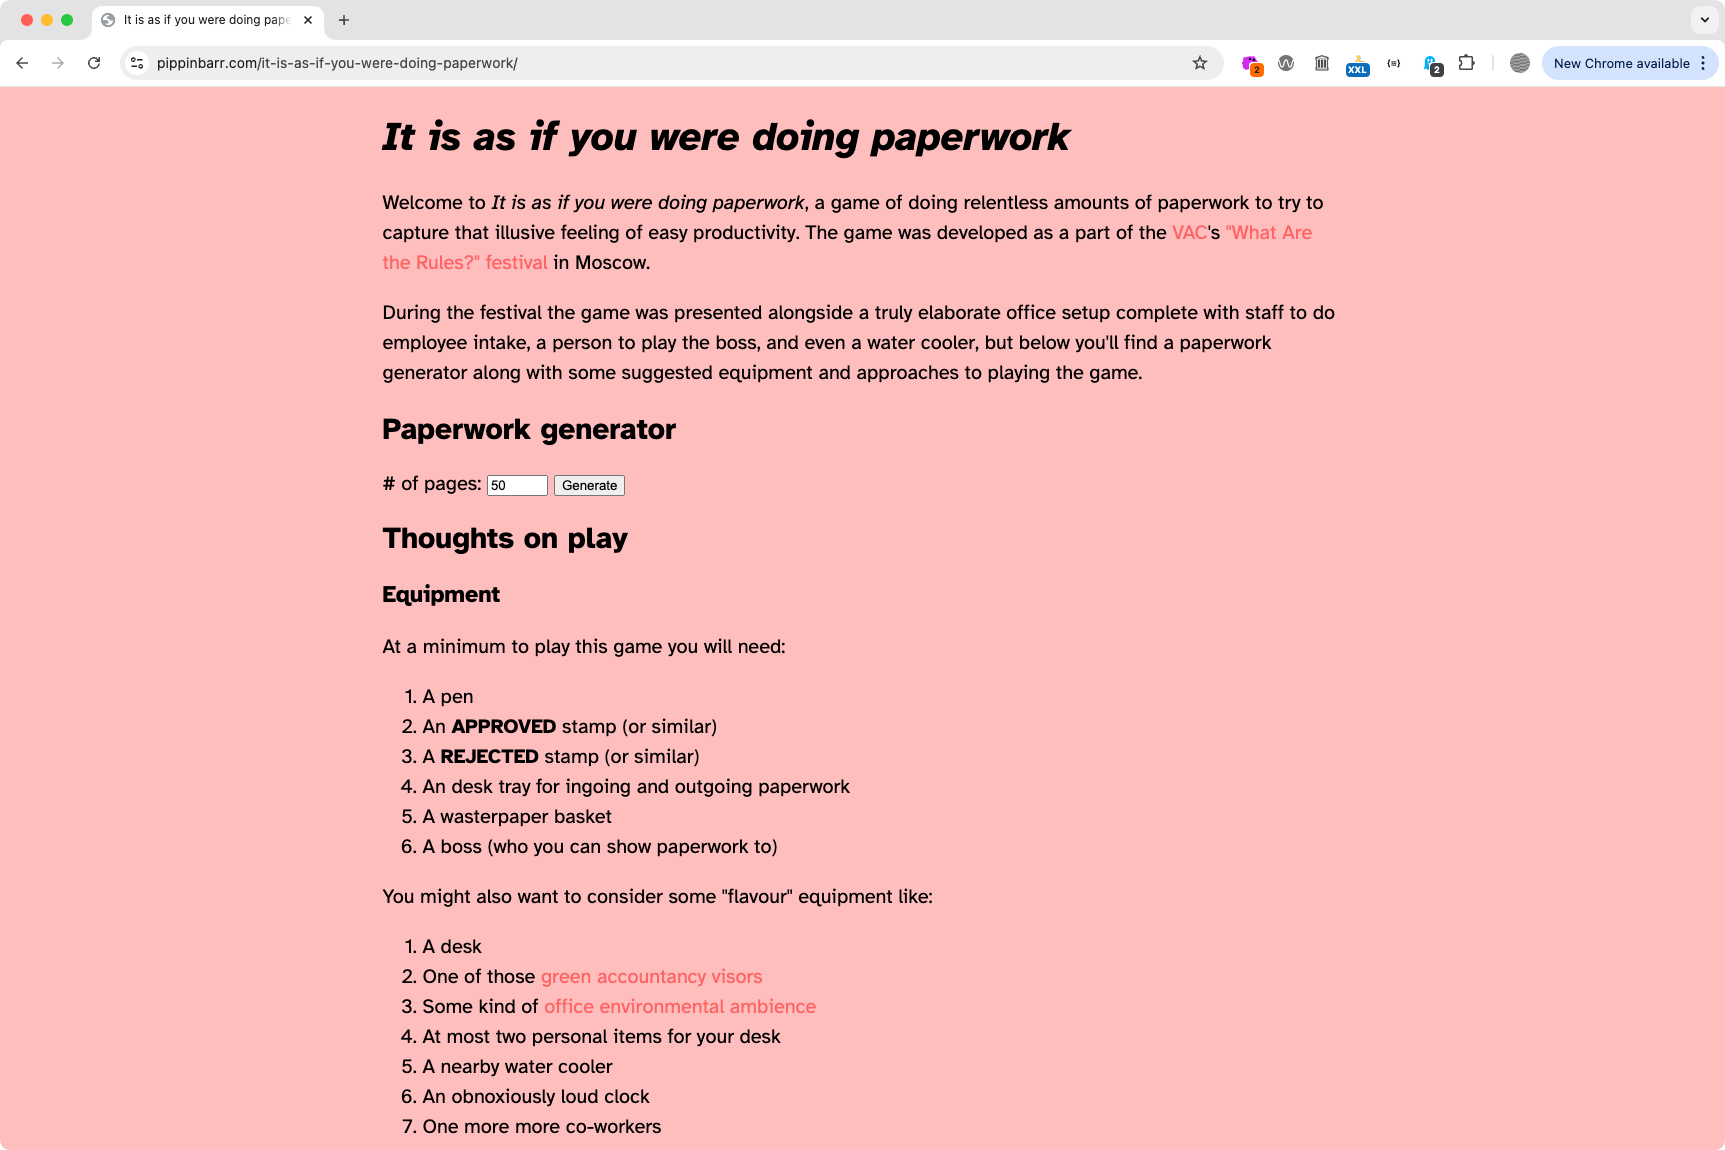 It is as if you were doing pape
pippinbarr.com/it-is-as-if-you-were-doing-paperwork/
2
XXL
2
New Chrome available
It is as if you were doing paperwork
Welcome to It is as if you were doing paperwork, a game of doing relentless amounts of paperwork to try to
capture that illusive feeling of easy productivity. The game was developed as a part of the VAC's "What Are
the Rules?" festival in Moscow.
During the festival the game was presented alongside a truly elaborate office setup complete with staff to do
employee intake, a person to play the boss, and even a water cooler, but below you'll find a paperwork
generator along with some suggested equipment and approaches to playing the game.
Paperwork generator
# of pages: 50 Generate
Thoughts on play
Equipment
At a minimum to play this game you will need:
1. A pen
2. An APPROVED stamp (or similar)
3. A REJECTED stamp (or similar)
4. An desk tray for ingoing and outgoing paperwork
5. A wasterpaper basket
6. A boss (who you can show paperwork to)
You might also want to consider some "flavour" equipment like:
1. A desk
2. One of those green accountancy visors
3. Some kind of office environmental ambience
4. At most two personal items for your desk
5. A nearby water cooler
6. An obnoxiously loud clock
7. One more more co-workers